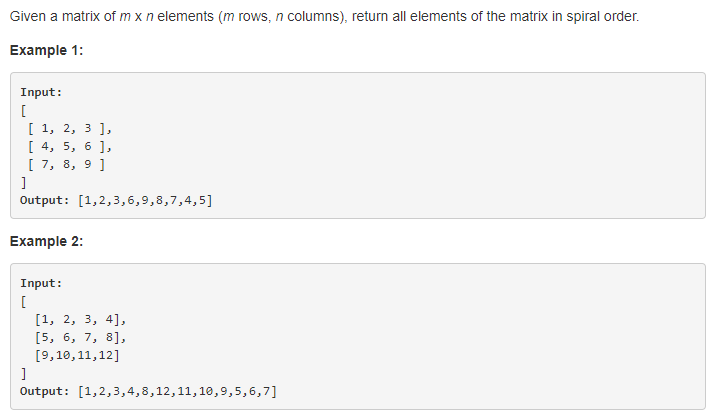 Given a matrix of m x n elements (m rows, n columns), return all elements of the matrix in spiral order.
Example 1:
Input:
[
[ 1, 2, 3 ],
[ 4, 5, 6 ],
[ 7, 8, 9 ]
]
Output: [1,2,3,6,9,8,7,4,5]
Example 2:
Input:
[
[1, 2, 3, 4],
[5, 6, 7, 8],
[9,10,11,12]
]
Output: [1,2,3,4,8,12,11,10,9,5,6,7]